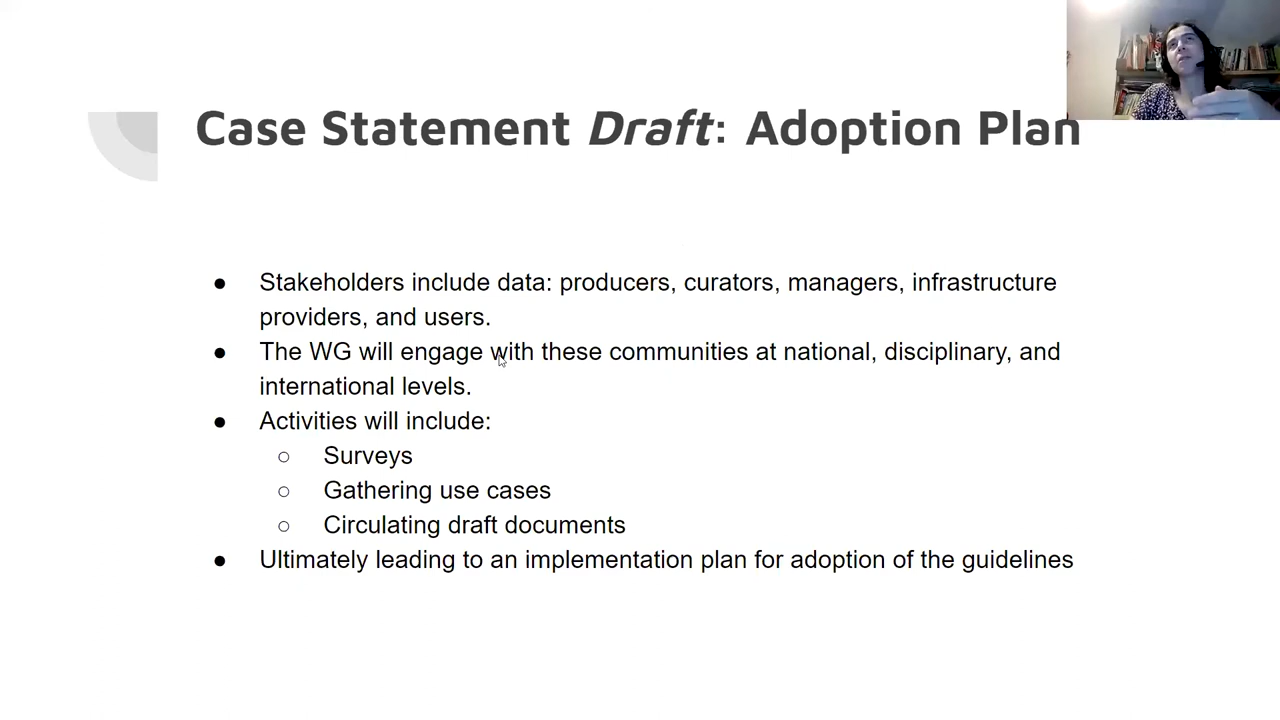 Case Statement Draft: Adoption Plan
● Stakeholders include data: producers, curators, managers, infrastructure
providers, and users.
● The WG will engage with these communities at national, disciplinary, and
international levels.
● Activities will include:
○ Surveys
○ Gathering use cases
○ Circulating draft documents
● Ultimately leading to an implementation plan for adoption of the guidelines